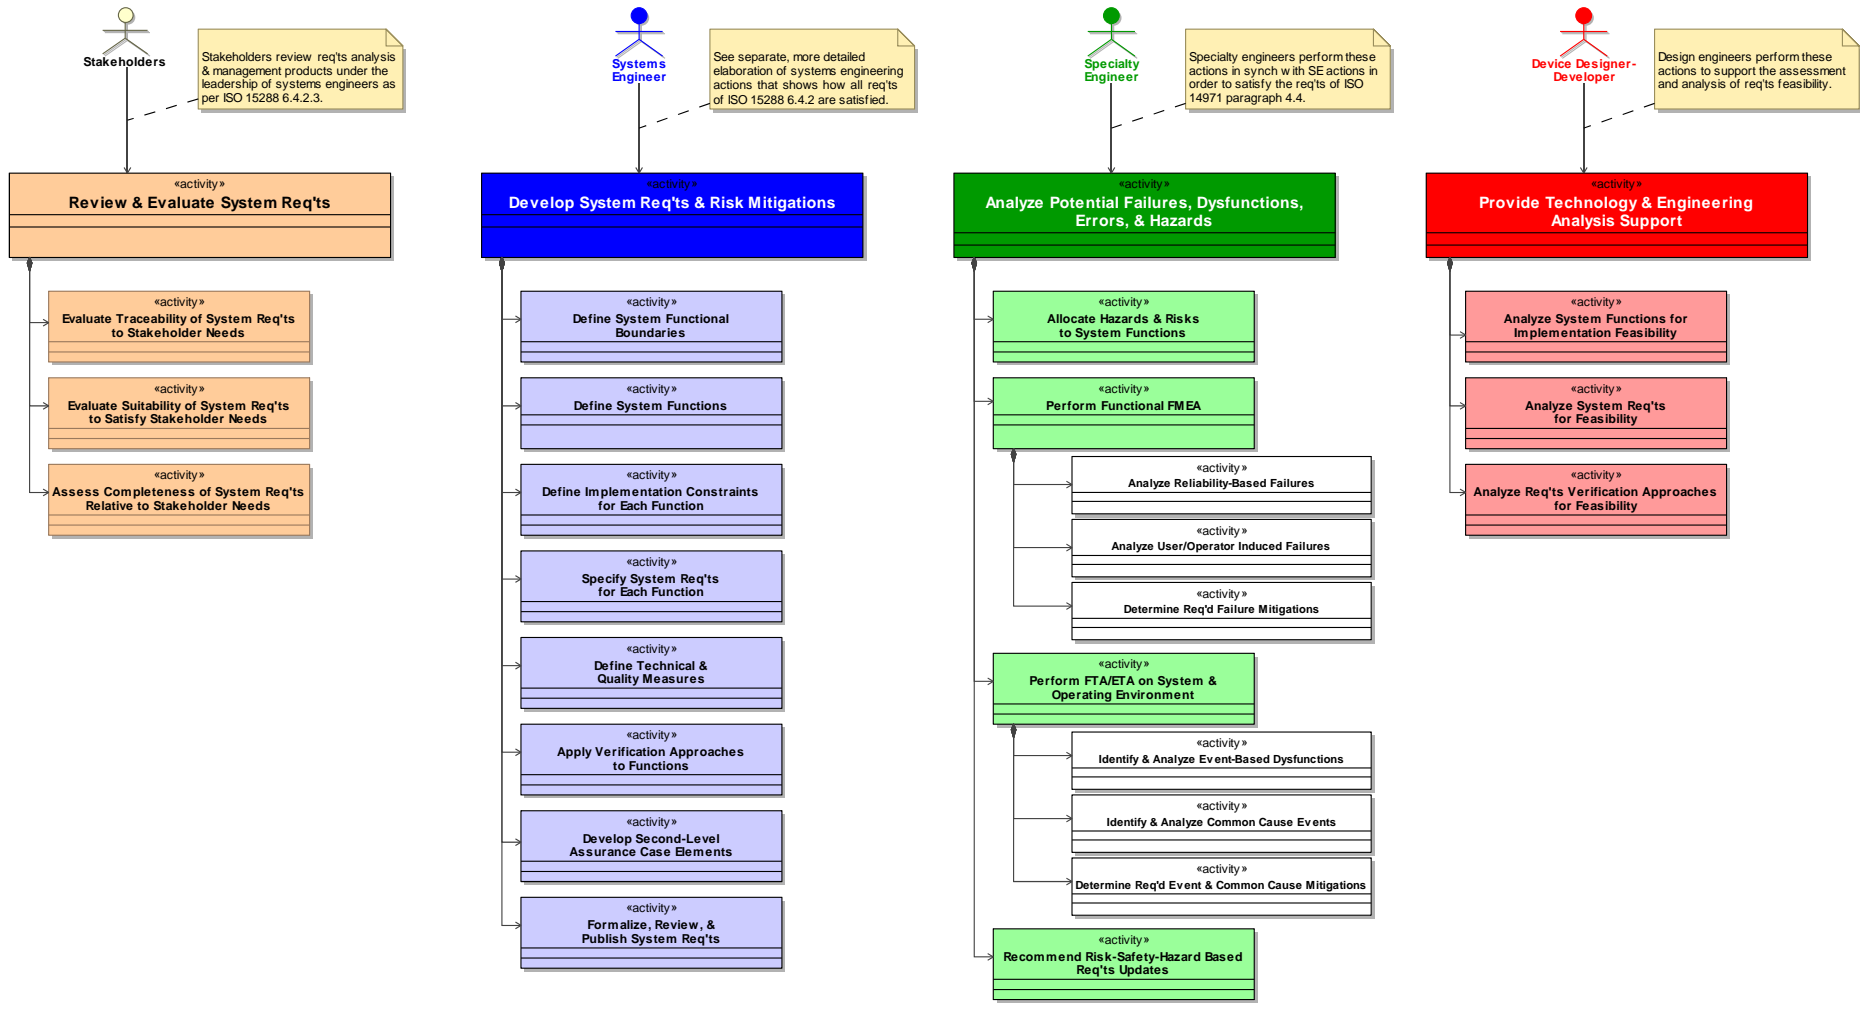 Stakeholders
Stakeholders review req'ts analysis
& management products under the
leadership of systems engineers as
per ISO 15288 6.4.2.3.
«activity»
Review & Evaluate System Req'ts
«activity»
Evaluate Traceability of System Req'ts
to Stakeholder Needs
«activity»
Evaluate Suitability of System Req'ts
to Satisfy Stakeholder Needs
«activity»
Assess Completeness of System Req'ts
Relative to Stakeholder Needs
Systems
Engineer
See separate, more detailed
elaboration of systems engineering
actions that shows how all req'ts
of ISO 15288 6.4.2 are satisfied.
«activity»
Develop System Req'ts & Risk Mitigations
«activity»
Define System Functional
Boundaries
«activity»
Define System Functions
«activity»
Define Implementation Constraints
for Each Function
«activity»
Specify System Req'ts
for Each Function
«activity»
Define Technical &
Quality Measures
«activity»
Apply Verification Approaches
to Functions
«activity»
Develop Second-Level
Assurance Case Elements
«activity»
Formalize, Review, &
Publish System Req'ts
Specialty
Engineer
Specialty engineers perform these
actions in synch with SE actions in
order to satisfy the req'ts of ISO
14971 paragraph 4.4.
«activity»
Analyze Potential Failures, Dysfunctions,
Errors, & Hazards
«activity»
Allocate Hazards & Risks
to System Functions
«activity»
Perform Functional FMEA
«activity»
Analyze Reliability-Based Failures
«activity»
Analyze User/Operator Induced Failures
«activity»
Determine Req'd Failure Mitigations
«activity»
Perform FTA/ETA on System &
Operating Environment
«activity»
Identify & Analyze Event-Based Dysfunctions
«activity»
Identify & Analyze Common Cause Events
«activity»
Determine Req'd Event & Common Cause Mitigations
«activity»
Recommend Risk-Safety-Hazard Based
Req'ts Updates
Device Designer-
Developer
Design engineers perform these
actions to support the assessment
and analysis of req'ts feasibility.
«activity»
Provide Technology & Engineering
Analysis Support
«activity»
Analyze System Functions for
Implementation Feasibility
«activity»
Analyze System Req'ts
for Feasibility
«activity»
Analyze Req'ts Verification Approaches
for Feasibility